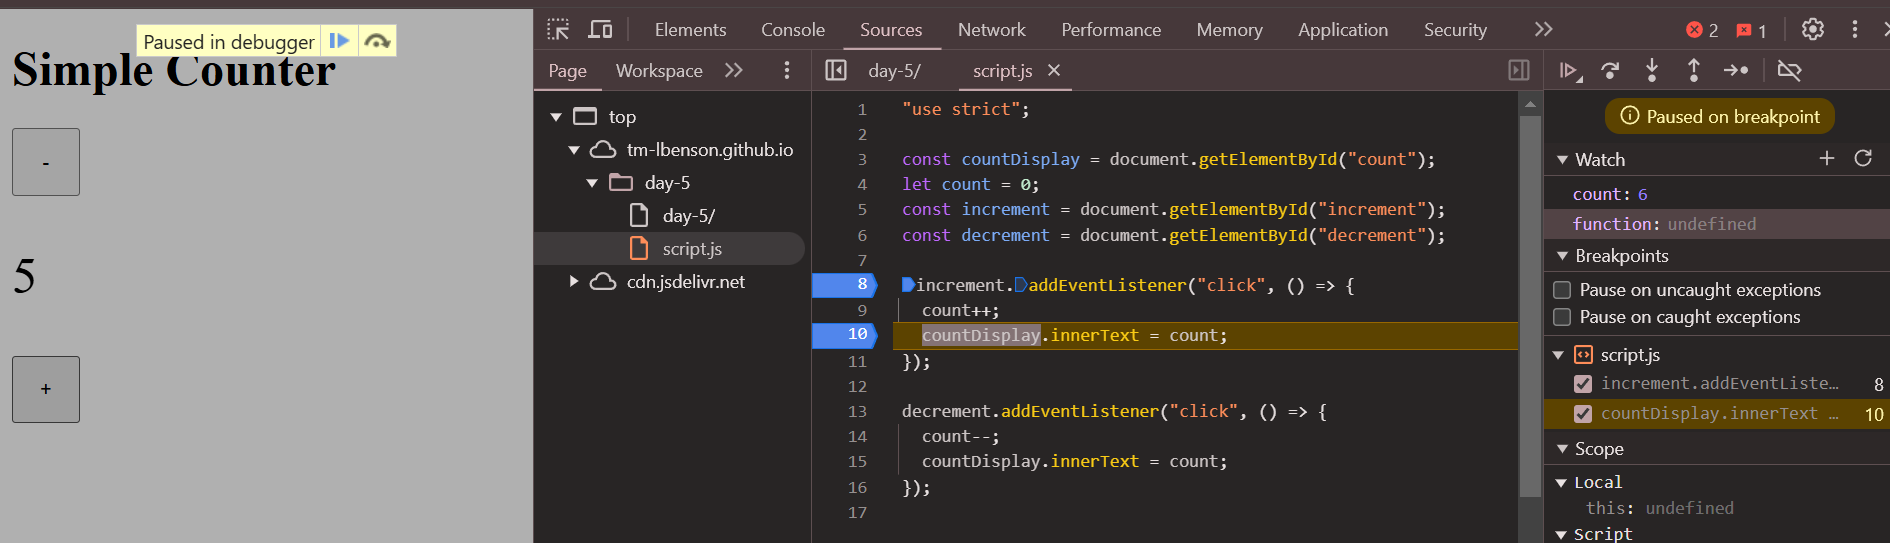 Paused in debugger
Simple Counter
-
5
+
Elements Console Sources Network Performance Memory Application Security 2 1
Page Workspace
top
tm-lbenson.github.io
day-5
day-5/
script.js
cdn.jsdelivr.net
day-5/ script.js
1 "use strict";
2
3 const countDisplay = document.getElementById("count");
4 let count = 0;
5 const increment = document.getElementById("increment");
6 const decrement = document.getElementById("decrement");
7
8 increment.addEventListener("click", () => {
9 count++;
10 countDisplay.innerText = count;
11 });
12
13 decrement.addEventListener("click", () => {
14 count--;
15 countDisplay.innerText = count;
16 });
17
Paused on breakpoint
Watch
count: 6
function: undefined
Breakpoints
Pause on uncaught exceptions
Pause on caught exceptions
script.js
increment.addEventListe… 8
countDisplay.innerText … 10
Scope
Local
this: undefined
Script